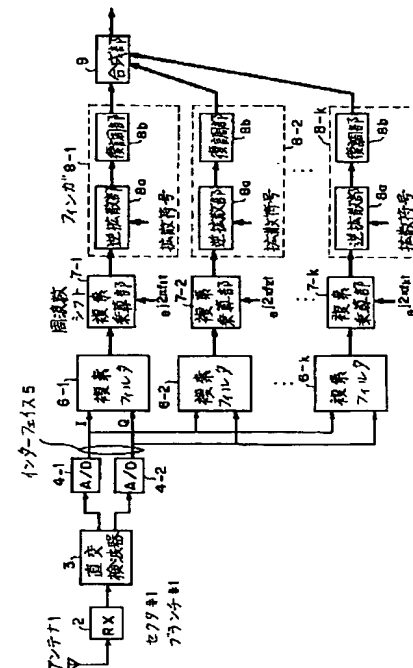 アンテナ1
2
RX
セクタ#1
ブランチ#1
3
直交
検波器
4-1
A/D
A/D
4-2
インターフェイス5
I
Q
6-1
複素
フィルタ
6-2
複素
フィルタ
6-k
複素
フィルタ
周波数
シフト 7-1
複素
乗算部
7-2
複素
乗算部
7-k
複素
乗算部
フィンガ 8-1
逆拡散部
8a
復調部
8b
拡散符号
逆拡散部
8a
復調部
8b
拡散符号
8-2
8-k
逆拡散部
8a
復調部
8b
拡散符号
9
合成部